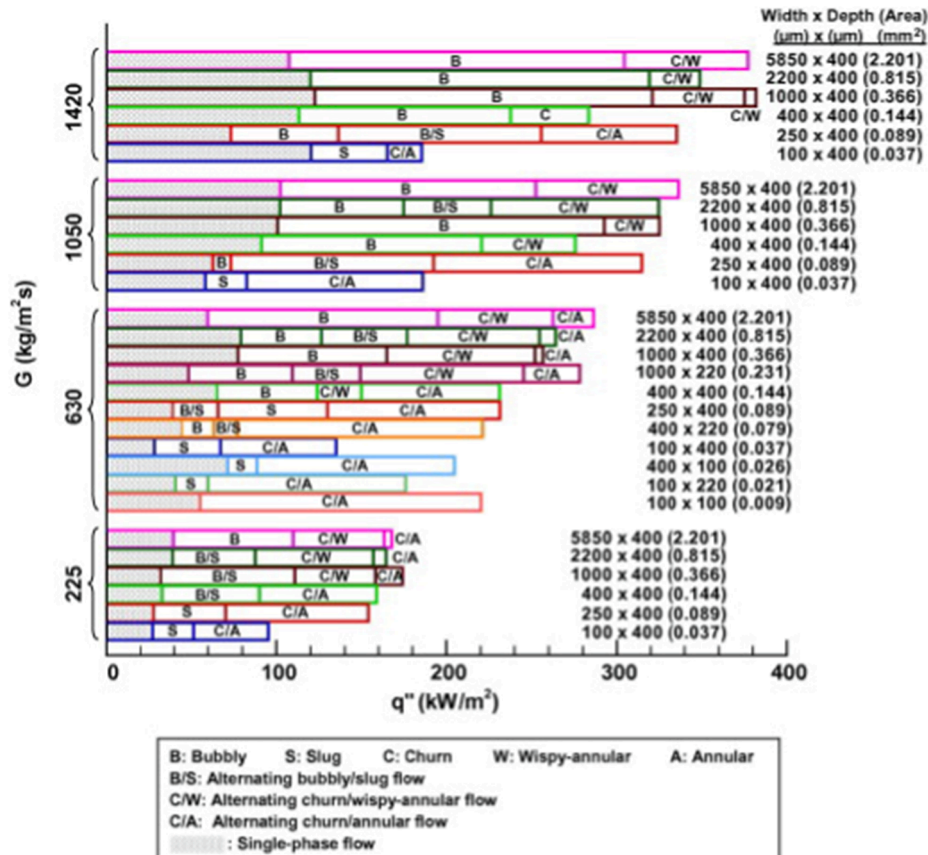 Width x Depth (Area)
(µm) x (µm) (mm²)
B C/W 5850 x 400 (2.201)
B C/W 2200 x 400 (0.815)
B C/W 1000 x 400 (0.366)
B C C/W 400 x 400 (0.144)
B B/S C/A 250 x 400 (0.089)
S C/A 100 x 400 (0.037)
1420
B C/W 5850 x 400 (2.201)
B B/S C/W 2200 x 400 (0.815)
B C/W 1000 x 400 (0.366)
B C/W 400 x 400 (0.144)
B B/S C/A 250 x 400 (0.089)
S C/A 100 x 400 (0.037)
1050
B C/W C/A 5850 x 400 (2.201)
B B/S C/W C/A 2200 x 400 (0.815)
B C/W C/A 1000 x 400 (0.366)
B B/S C/W C/A 1000 x 220 (0.231)
B C/W C/A 400 x 400 (0.144)
B/S S C/A 250 x 400 (0.089)
B B/S C/A 400 x 220 (0.079)
S C/A 100 x 400 (0.037)
S C/A 400 x 100 (0.026)
S C/A 100 x 220 (0.021)
C/A 100 x 100 (0.009)
630
B C/W C/A 5850 x 400 (2.201)
B/S C/W C/A 2200 x 400 (0.815)
B/S C/W C/A 1000 x 400 (0.366)
B/S C/A 400 x 400 (0.144)
S C/A 250 x 400 (0.089)
S C/A 100 x 400 (0.037)
225
G (kg/m²s)
0 100 200 300 400
q" (kW/m²)
B: Bubbly S: Slug C: Churn W: Wispy-annular A: Annular
B/S: Alternating bubbly/slug flow
C/W: Alternating churn/wispy-annular flow
C/A: Alternating churn/annular flow
: Single-phase flow